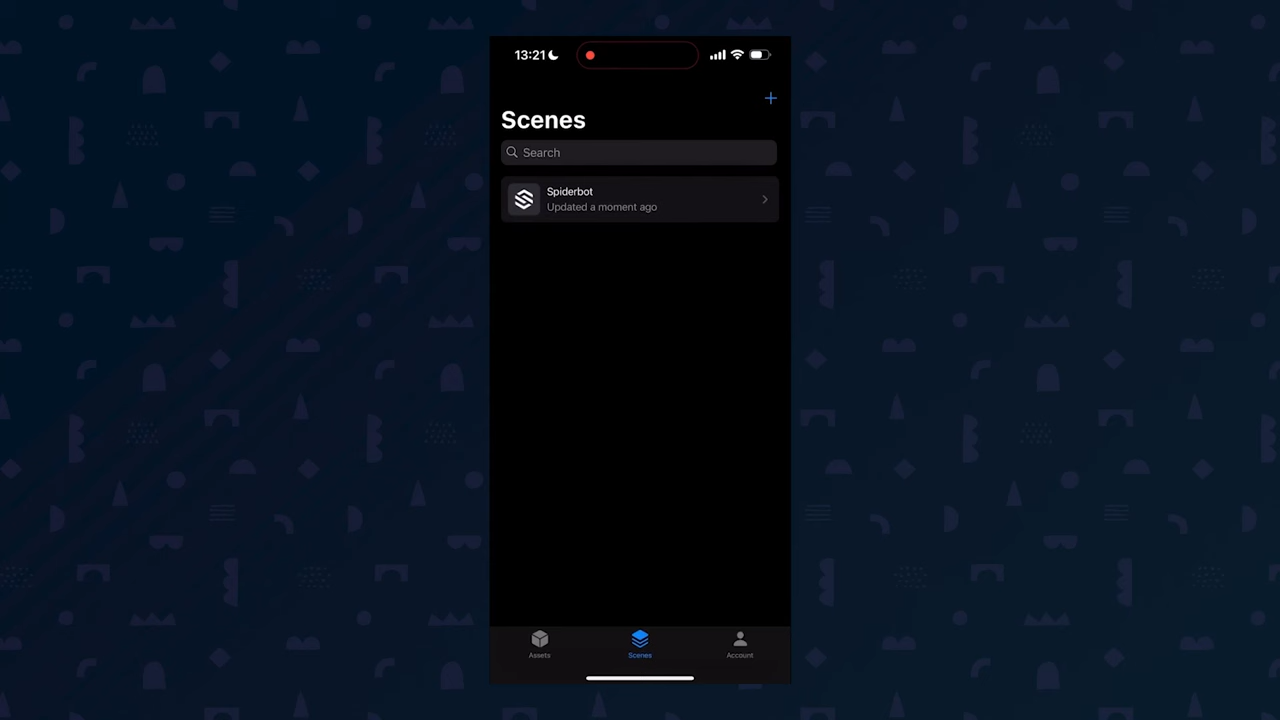 13:21
Scenes
Search
Spiderbot
Updated a moment ago
Assets
Scenes
Account